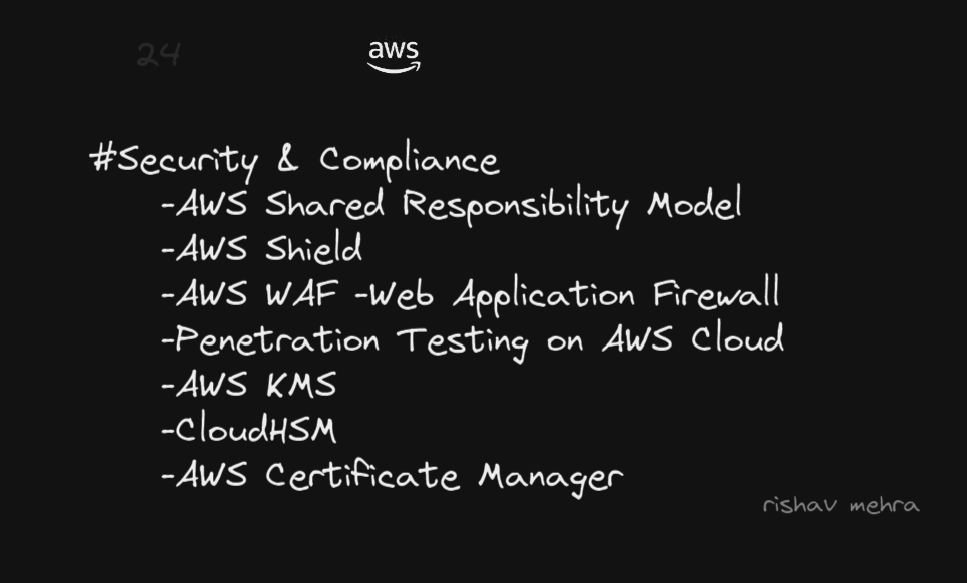 24
aws
#Security & Compliance
-AWS Shared Responsibility Model
-AWS Shield
-AWS WAF -Web Application Firewall
-Penetration Testing on AWS Cloud
-AWS KMS
-CloudHSM
-AWS Certificate Manager
rishav mehra